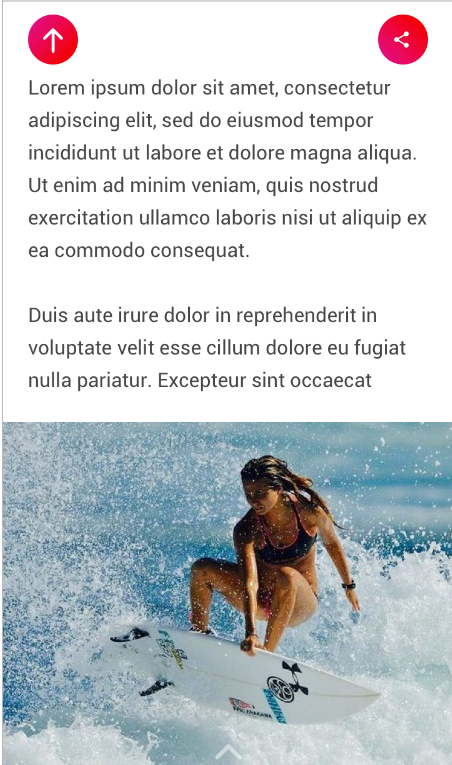 Lorem ipsum dolor sit amet, consectetur
adipiscing elit, sed do eiusmod tempor
incididunt ut labore et dolore magna aliqua.
Ut enim ad minim veniam, quis nostrud
exercitation ullamco laboris nisi ut aliquip ex
ea commodo consequat.
Duis aute irure dolor in reprehenderit in
voluptate velit esse cillum dolore eu fugiat
nulla pariatur. Excepteur sint occaecat